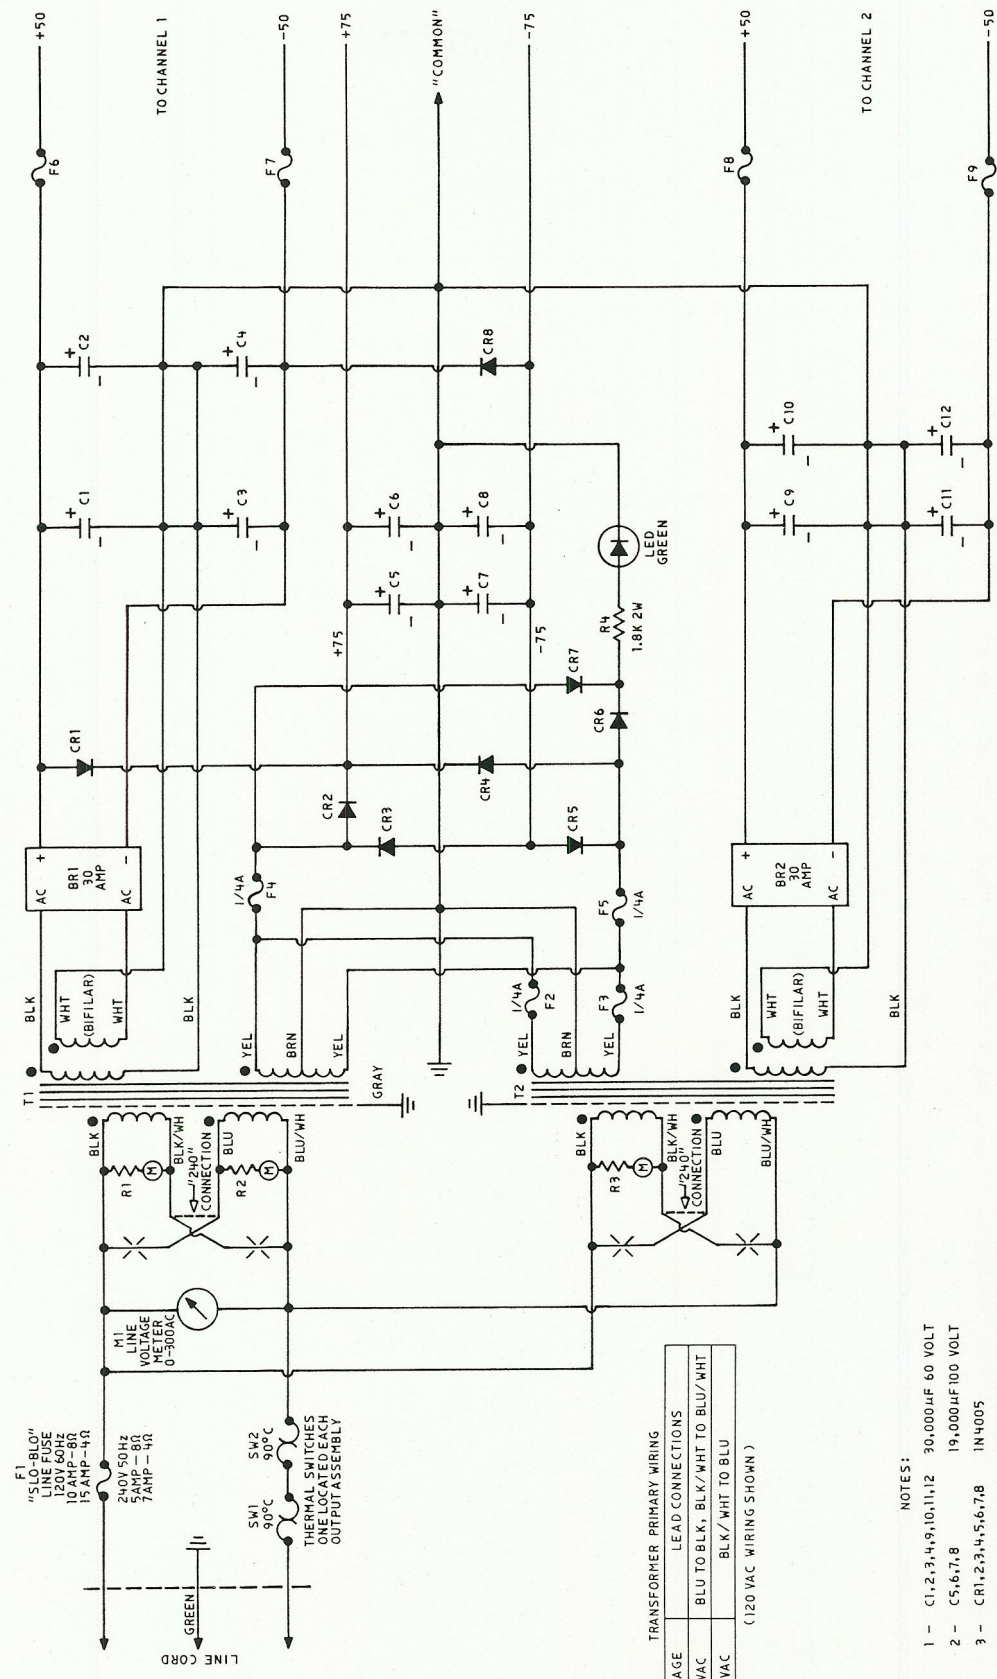 +50
TO CHANNEL 1
-50
+75
"COMMON"
-75
+50
TO CHANNEL 2
-50
F6
F7
F8
F9
+
C2
-
+
C4
-
CR8
+
C10
-
+
C12
-
+
C1
-
+
C3
-
+
C6
-
+
C8
-
+
C9
-
+
C11
-
LED
GREEN
+
C5
-
+
C7
-
+75
-75
R4
1.8K 2W
CR7
CR6
CR1
CR4
CR2
CR3
CR5
+
-
BR1
30
AMP
AC
AC
+
-
BR2
30
AMP
AC
AC
1/4A
F4
F5
1/4A
1/4A
F2
F3
1/4A
BLK
WHT
(BIFILAR)
WHT
BLK
YEL
BRN
YEL
YEL
BRN
YEL
BLK
WHT
(BIFILAR)
WHT
BLK
T1
GRAY
T2
BLK
BLK/WH
BLU
BLU/WH
R1
M
"240"
CONNECTION
R2
M
BLK
BLK/WH
BLU
BLU/WH
R3
M
"240"
CONNECTION
M1
LINE
VOLTAGE
METER
0-300AC
F1
"SLO-BLO"
LINE FUSE
120V 60Hz
10 AMP-8Ω
15 AMP-4Ω
240V 50Hz
5AMP-8Ω
7AMP-4Ω
SW1
90°C
SW2
90°C
THERMAL SWITCHES
ONE LOCATED EACH
OUTPUT ASSEMBLY
GREEN
LINE CORD
TRANSFORMER PRIMARY WIRING
AGE LEAD CONNECTIONS
VAC BLU TO BLK, BLK/WHT TO BLU/WHT
VAC BLK/WHT TO BLU
(120 VAC WIRING SHOWN)
NOTES:
1 - C1,2,3,4,9,10,11,12 30,000µF 60 VOLT
2 - C5,6,7,8 19,000µF 100 VOLT
3 - CR1,2,3,4,5,6,7,8 1N4005